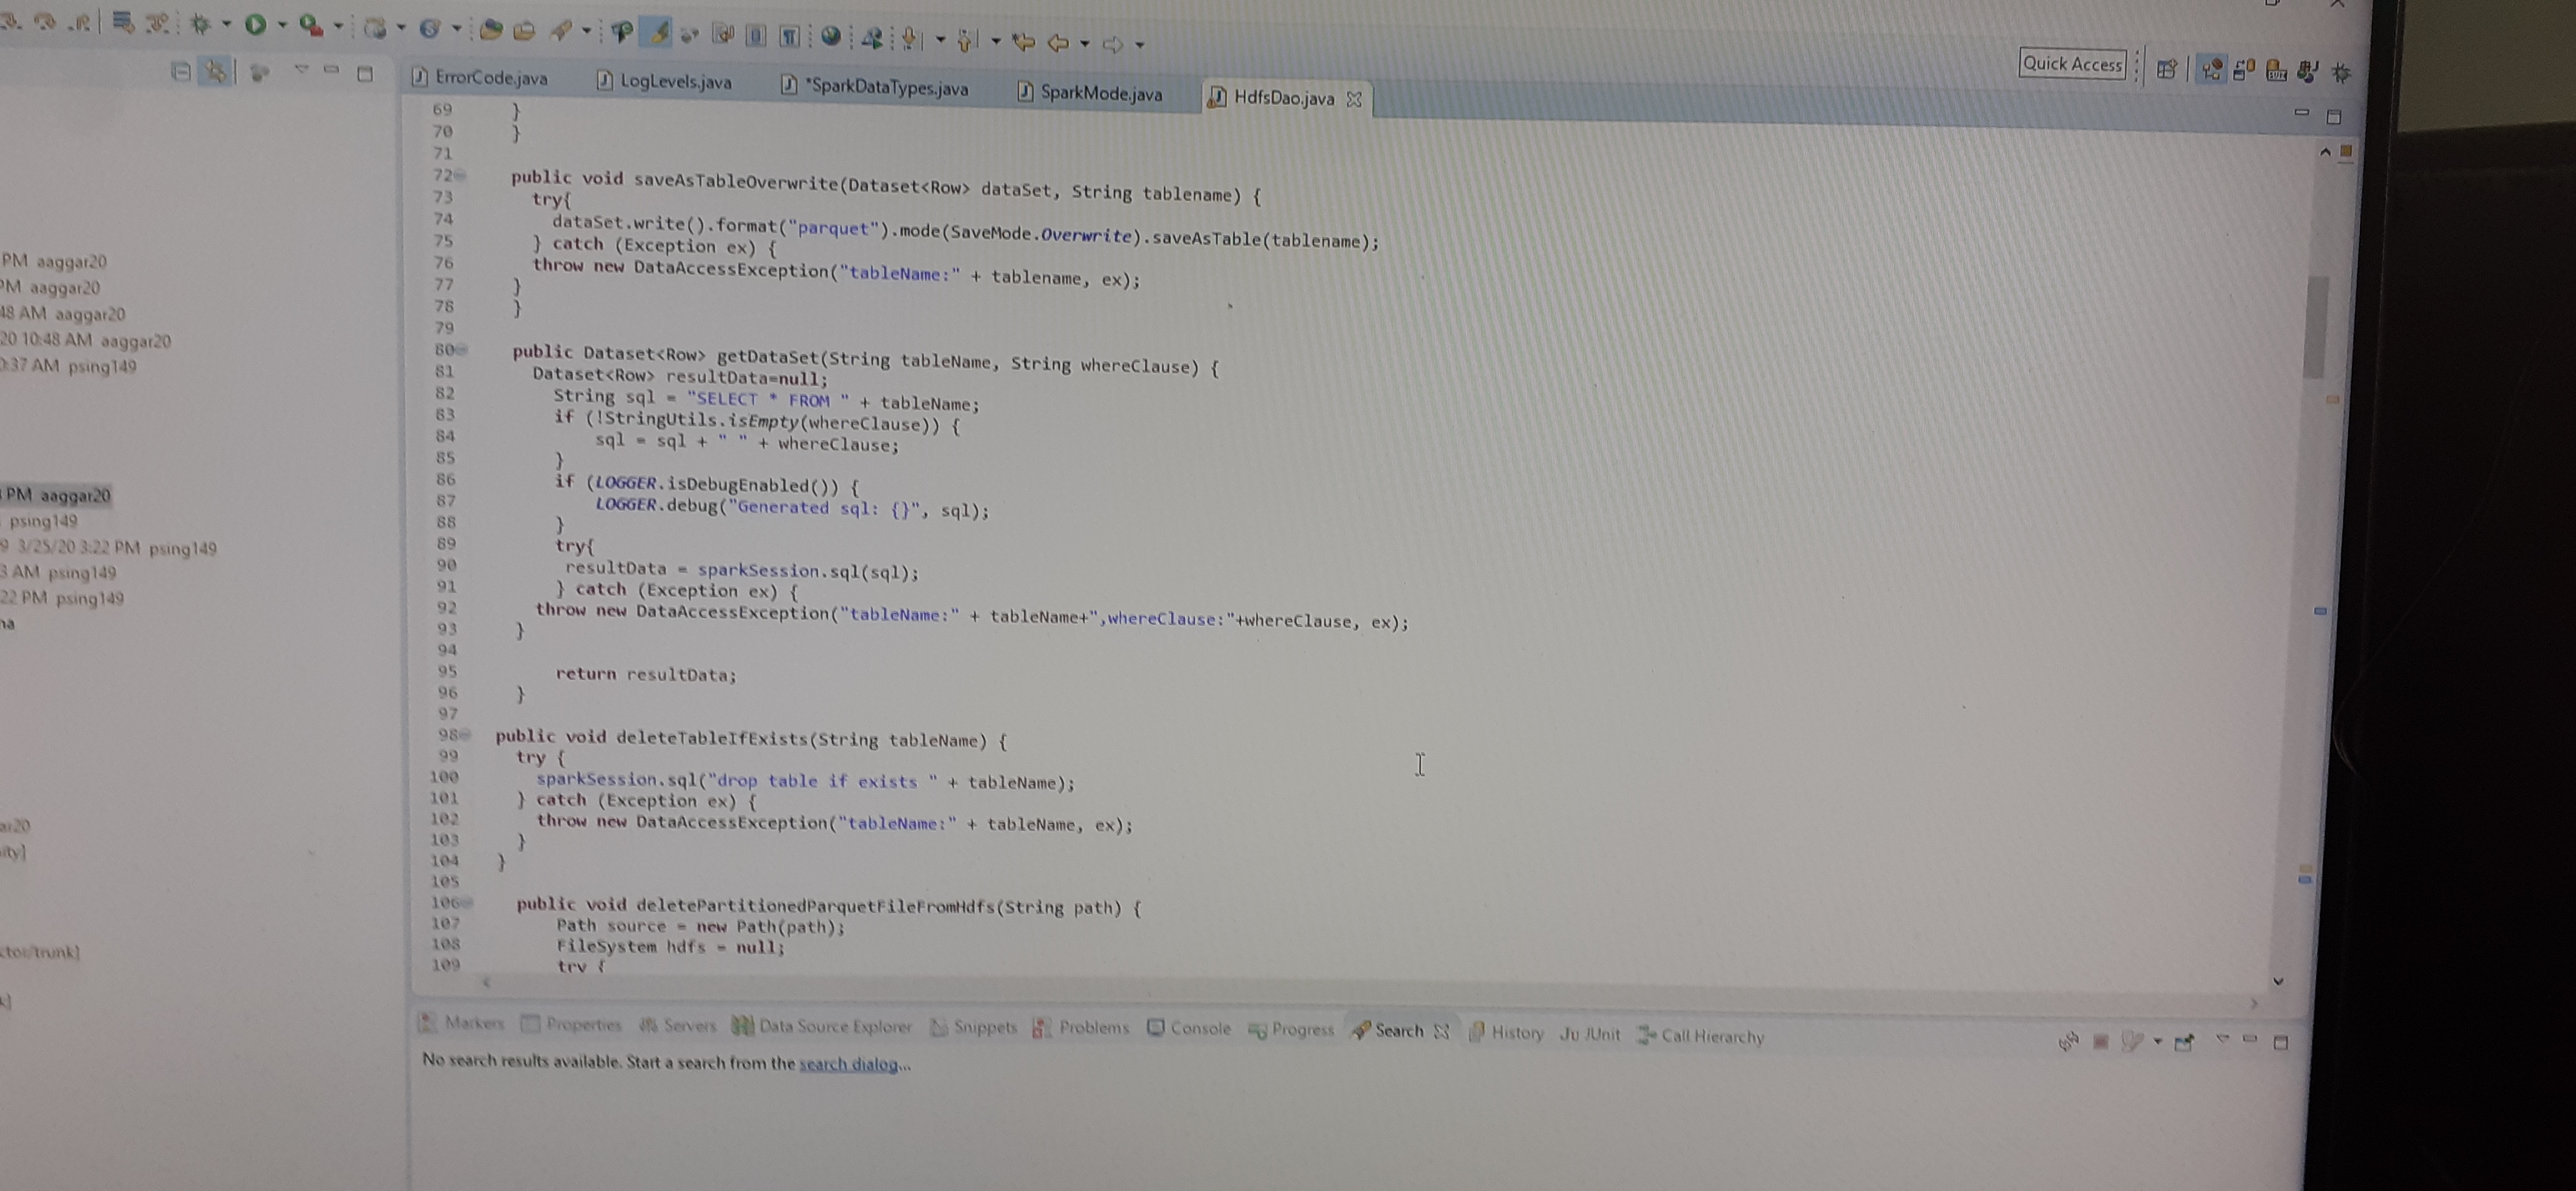 Quick Access
ErrorCode.java
LogLevels.java
*SparkDataTypes.java
SparkMode.java
HdfsDao.java
PM aaggar20
PM aaggar20
48 AM aaggar20
20 10:48 AM aaggar20
0:37 AM psing149
PM aaggar20
psing149
9 3/25/20 3:22 PM psing149
3 AM psing149
22 PM psing149
na
ar20
ity]
ctor/trunk]
69 }
70 }
71
72 public void saveAsTableOverwrite(Dataset<Row> dataSet, String tablename) {
73 try{
74 dataSet.write().format("parquet").mode(SaveMode.Overwrite).saveAsTable(tablename);
75 } catch (Exception ex) {
76 throw new DataAccessException("tableName:" + tablename, ex);
77 }
78 }
79
80 public Dataset<Row> getDataSet(String tableName, String whereClause) {
81 Dataset<Row> resultData=null;
82 String sql = "SELECT * FROM " + tableName;
83 if (!StringUtils.isEmpty(whereClause)) {
84 sql = sql + " " + whereClause;
85 }
86 if (LOGGER.isDebugEnabled()) {
87 LOGGER.debug("Generated sql: {}", sql);
88 }
89 try{
90 resultData = sparkSession.sql(sql);
91 } catch (Exception ex) {
92 throw new DataAccessException("tableName:" + tableName+",whereClause:"+whereClause, ex);
93 }
94
95 return resultData;
96 }
97
98 public void deleteTableIfExists(String tableName) {
99 try {
100 sparkSession.sql("drop table if exists " + tableName);
101 } catch (Exception ex) {
102 throw new DataAccessException("tableName:" + tableName, ex);
103 }
104 }
105
106 public void deletePartitionedParquetFileFromHdfs(String path) {
107 Path source = new Path(path);
108 FileSystem hdfs = null;
109 try {
Markers Properties Servers Data Source Explorer Snippets Problems Console Progress Search History Ju JUnit Call Hierarchy
No search results available. Start a search from the search dialog...